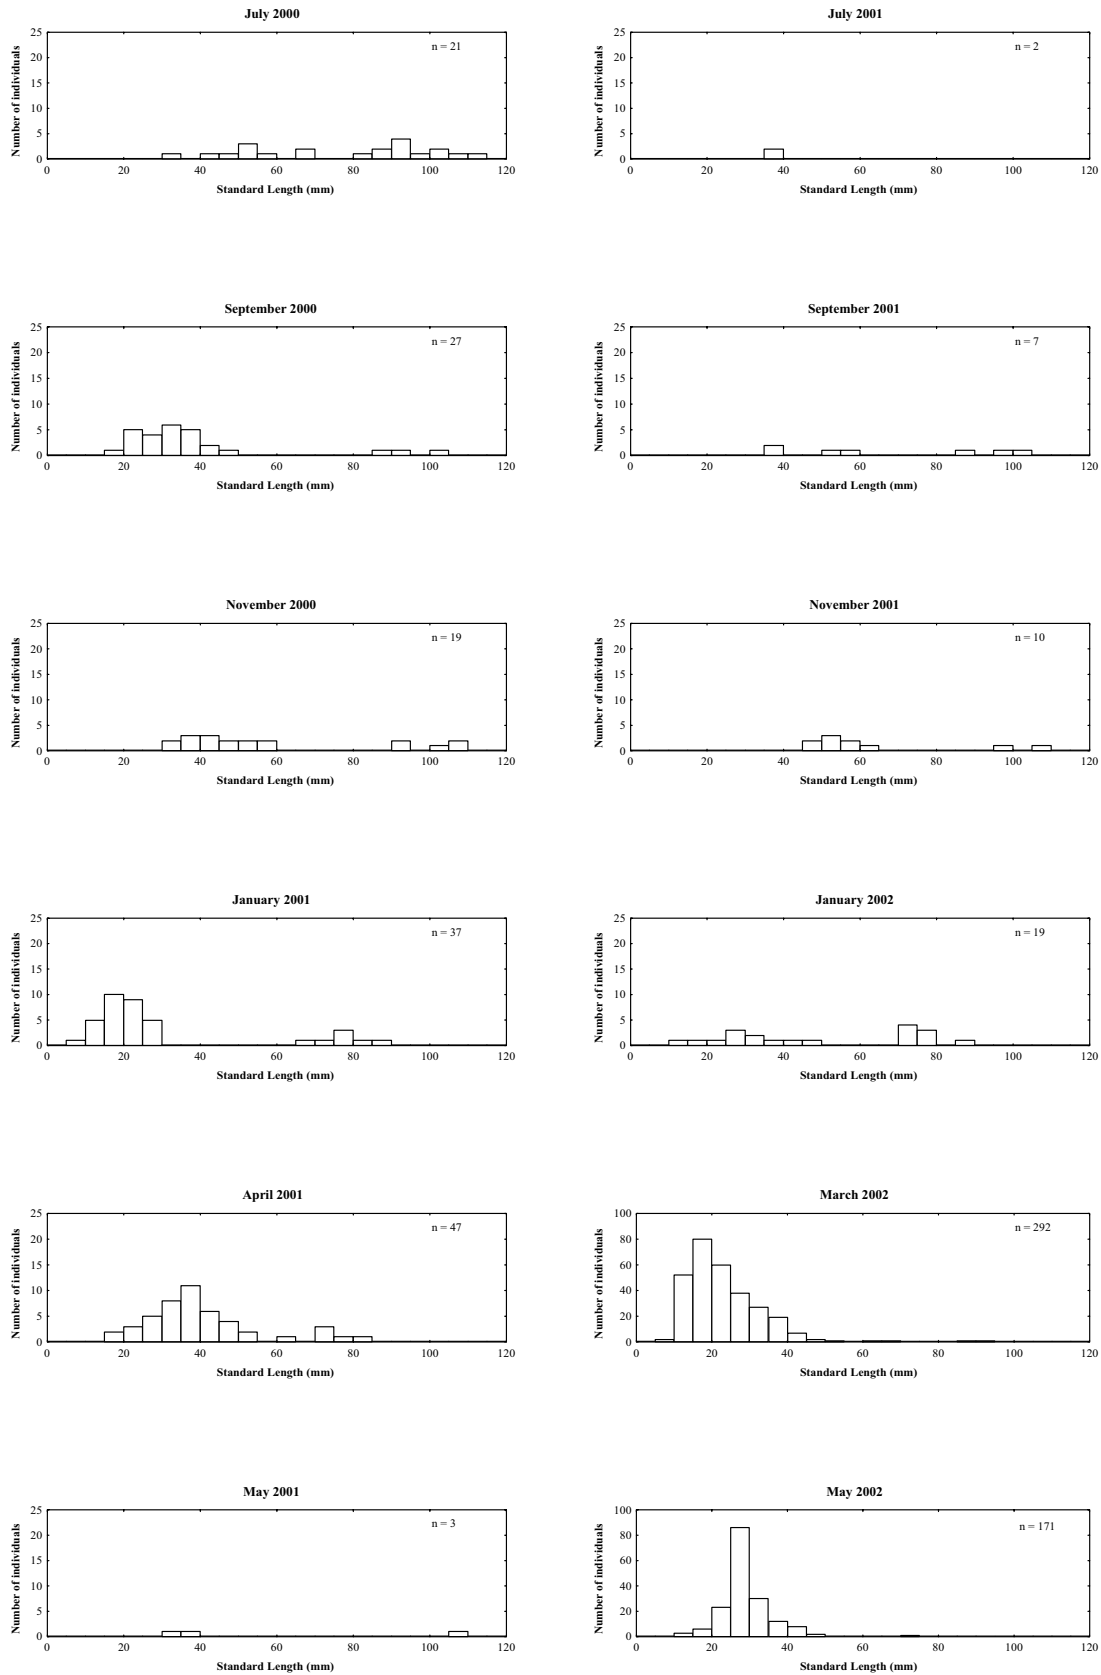 July 2000
Number of individuals
25
20
15
10
5
0
n = 21
0 20 40 60 80 100 120
Standard Length (mm)
July 2001
Number of individuals
25
20
15
10
5
0
n = 2
0 20 40 60 80 100 120
Standard Length (mm)
September 2000
Number of individuals
25
20
15
10
5
0
n = 27
0 20 40 60 80 100 120
Standard Length (mm)
September 2001
Number of individuals
25
20
15
10
5
0
n = 7
0 20 40 60 80 100 120
Standard Length (mm)
November 2000
Number of individuals
25
20
15
10
5
0
n = 19
0 20 40 60 80 100 120
Standard Length (mm)
November 2001
Number of individuals
25
20
15
10
5
0
n = 10
0 20 40 60 80 100 120
Standard Length (mm)
January 2001
Number of individuals
25
20
15
10
5
0
n = 37
0 20 40 60 80 100 120
Standard Length (mm)
January 2002
Number of individuals
25
20
15
10
5
0
n = 19
0 20 40 60 80 100 120
Standard Length (mm)
April 2001
Number of individuals
25
20
15
10
5
0
n = 47
0 20 40 60 80 100 120
Standard Length (mm)
March 2002
Number of individuals
100
80
60
40
20
0
n = 292
0 20 40 60 80 100 120
Standard Length (mm)
May 2001
Number of individuals
25
20
15
10
5
0
n = 3
0 20 40 60 80 100 120
Standard Length (mm)
May 2002
Number of individuals
100
80
60
40
20
0
n = 171
0 20 40 60 80 100 120
Standard Length (mm)